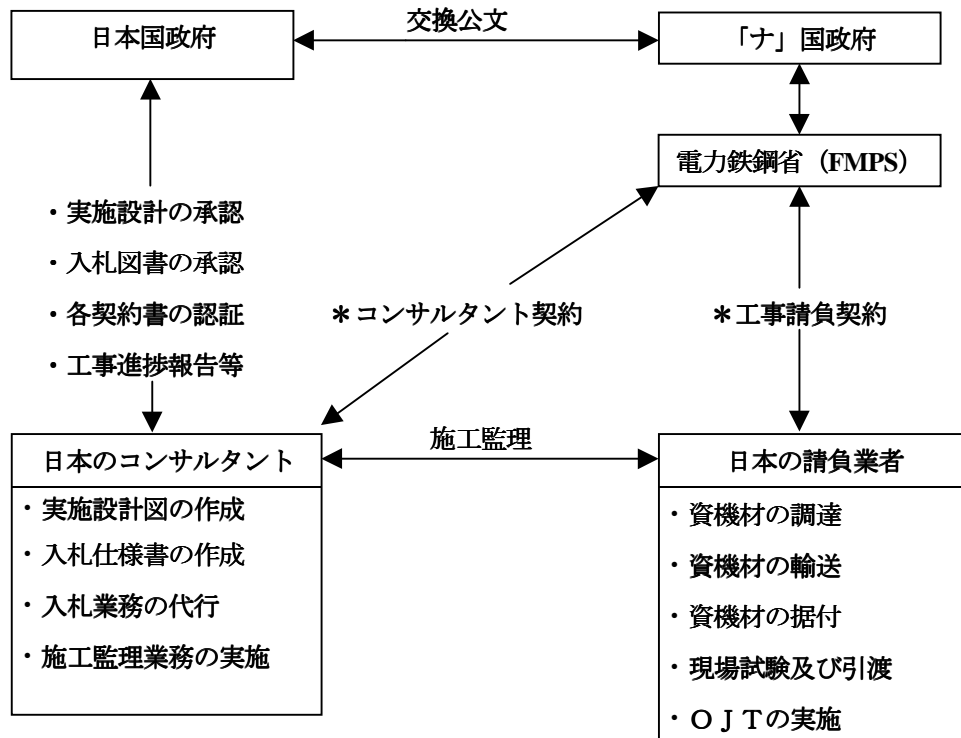 交換公文
日本国政府
「ナ」国政府
電力鉄鋼省（FMPS）
・実施設計の承認
・入札図書の承認
・各契約書の認証
・工事進捗報告等
＊コンサルタント契約
＊工事請負契約
施工監理
日本のコンサルタント
・実施設計図の作成
・入札仕様書の作成
・入札業務の代行
・施工監理業務の実施
日本の請負業者
・資機材の調達
・資機材の輸送
・資機材の据付
・現場試験及び引渡
・ＯＪＴの実施